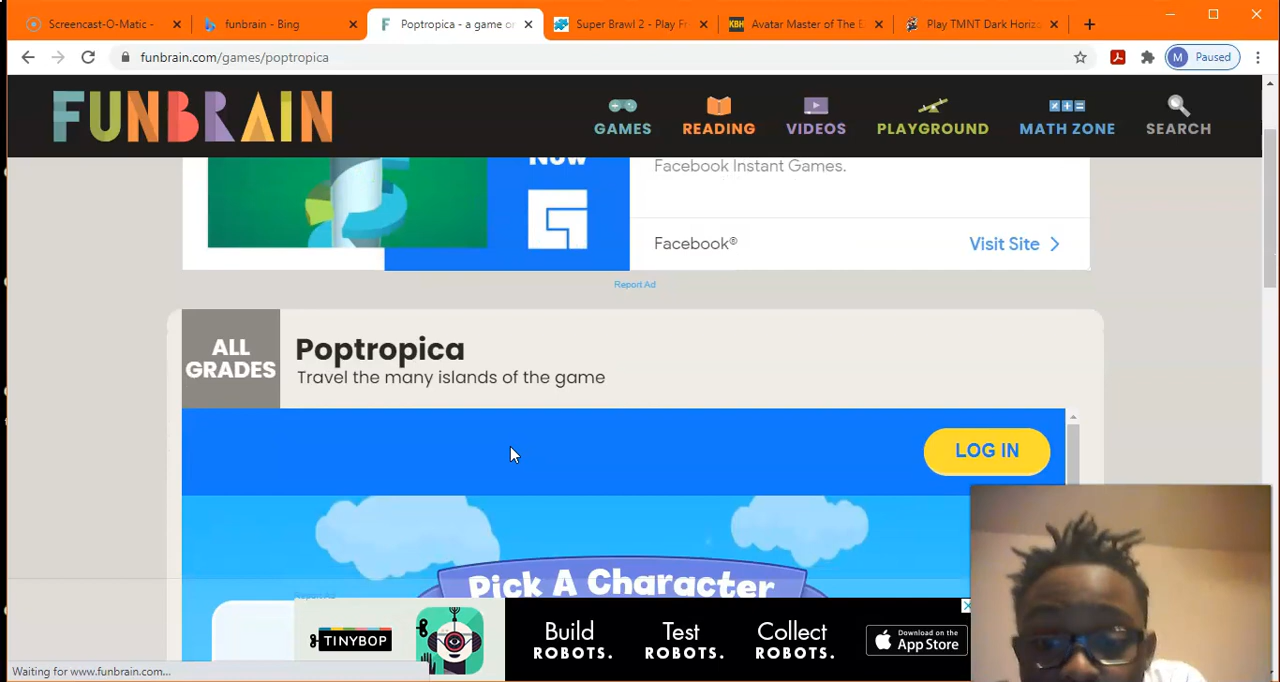 Screencast-O-Matic -
funbrain - Bing
Poptropica - a game or
Super Brawl 2 - Play Fr
Avatar Master of The E
Play TMNT Dark Horiz
funbrain.com/games/poptropica
M Paused
FUNBRAIN
GAMES
READING
VIDEOS
PLAYGROUND
MATH ZONE
SEARCH
NOW
Facebook Instant Games.
Facebook®
Visit Site
Report Ad
ALL
GRADES
Poptropica
Travel the many islands of the game
LOG IN
Pick A Character
Report Ad
TINYBOP
Build
ROBOTS.
Test
ROBOTS.
Collect
ROBOTS.
Download on the
App Store
Waiting for www.funbrain.com...